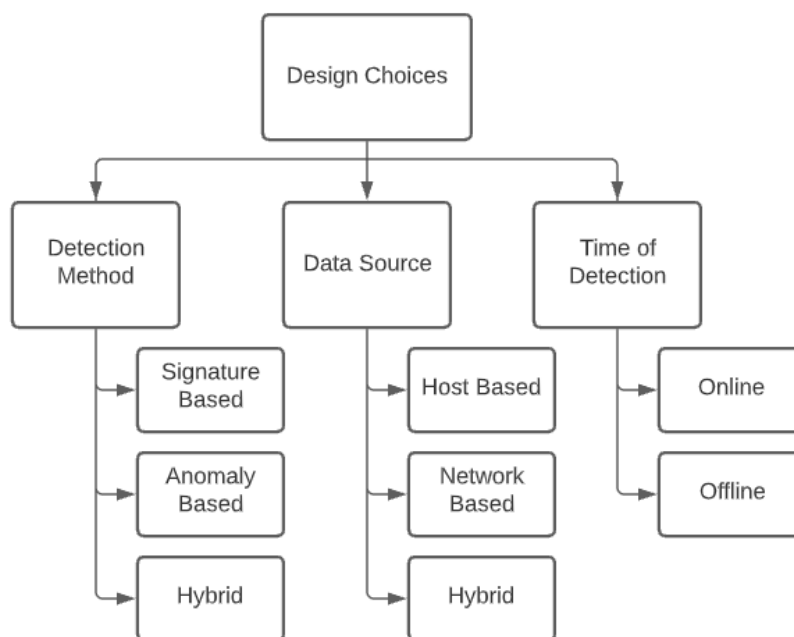 Design Choices
Detection
Method
Data Source
Time of
Detection
Signature
Based
Host Based
Online
Anomaly
Based
Network
Based
Offline
Hybrid
Hybrid